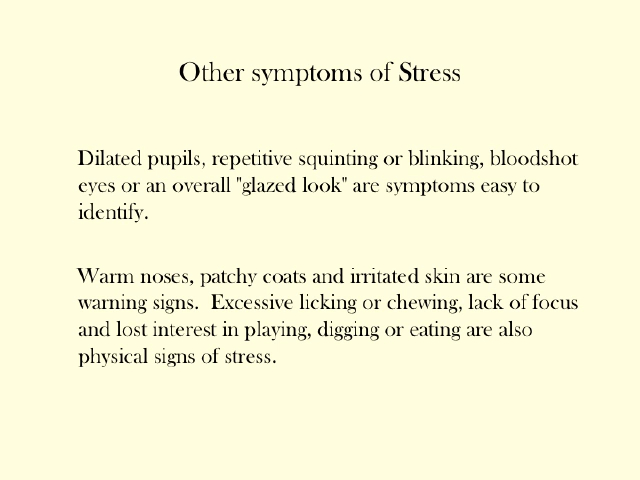 Other symptoms of Stress
Dilated pupils, repetitive squinting or blinking, bloodshot
eyes or an overall "glazed look" are symptoms easy to
identify.
Warm noses, patchy coats and irritated skin are some
warning signs.  Excessive licking or chewing, lack of focus
and lost interest in playing, digging or eating are also
physical signs of stress.